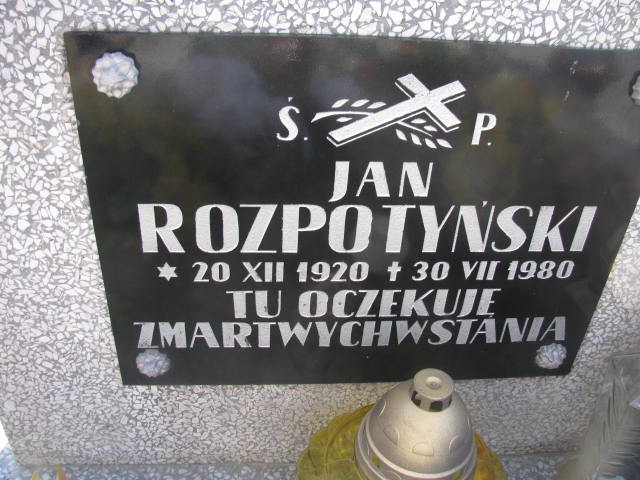 Ś. P.
JAN
ROZPOTYŃSKI
* 20 XII 1920 † 30 VII 1980
TU OCZEKUJE
ZMARTWYCHWSTANIA